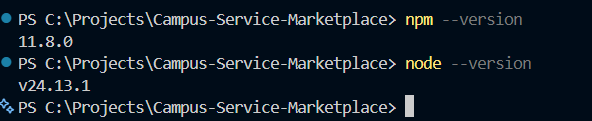 PS C:\Projects\Campus-Service-Marketplace> npm --version
11.8.0
PS C:\Projects\Campus-Service-Marketplace> node --version
v24.13.1
PS C:\Projects\Campus-Service-Marketplace>